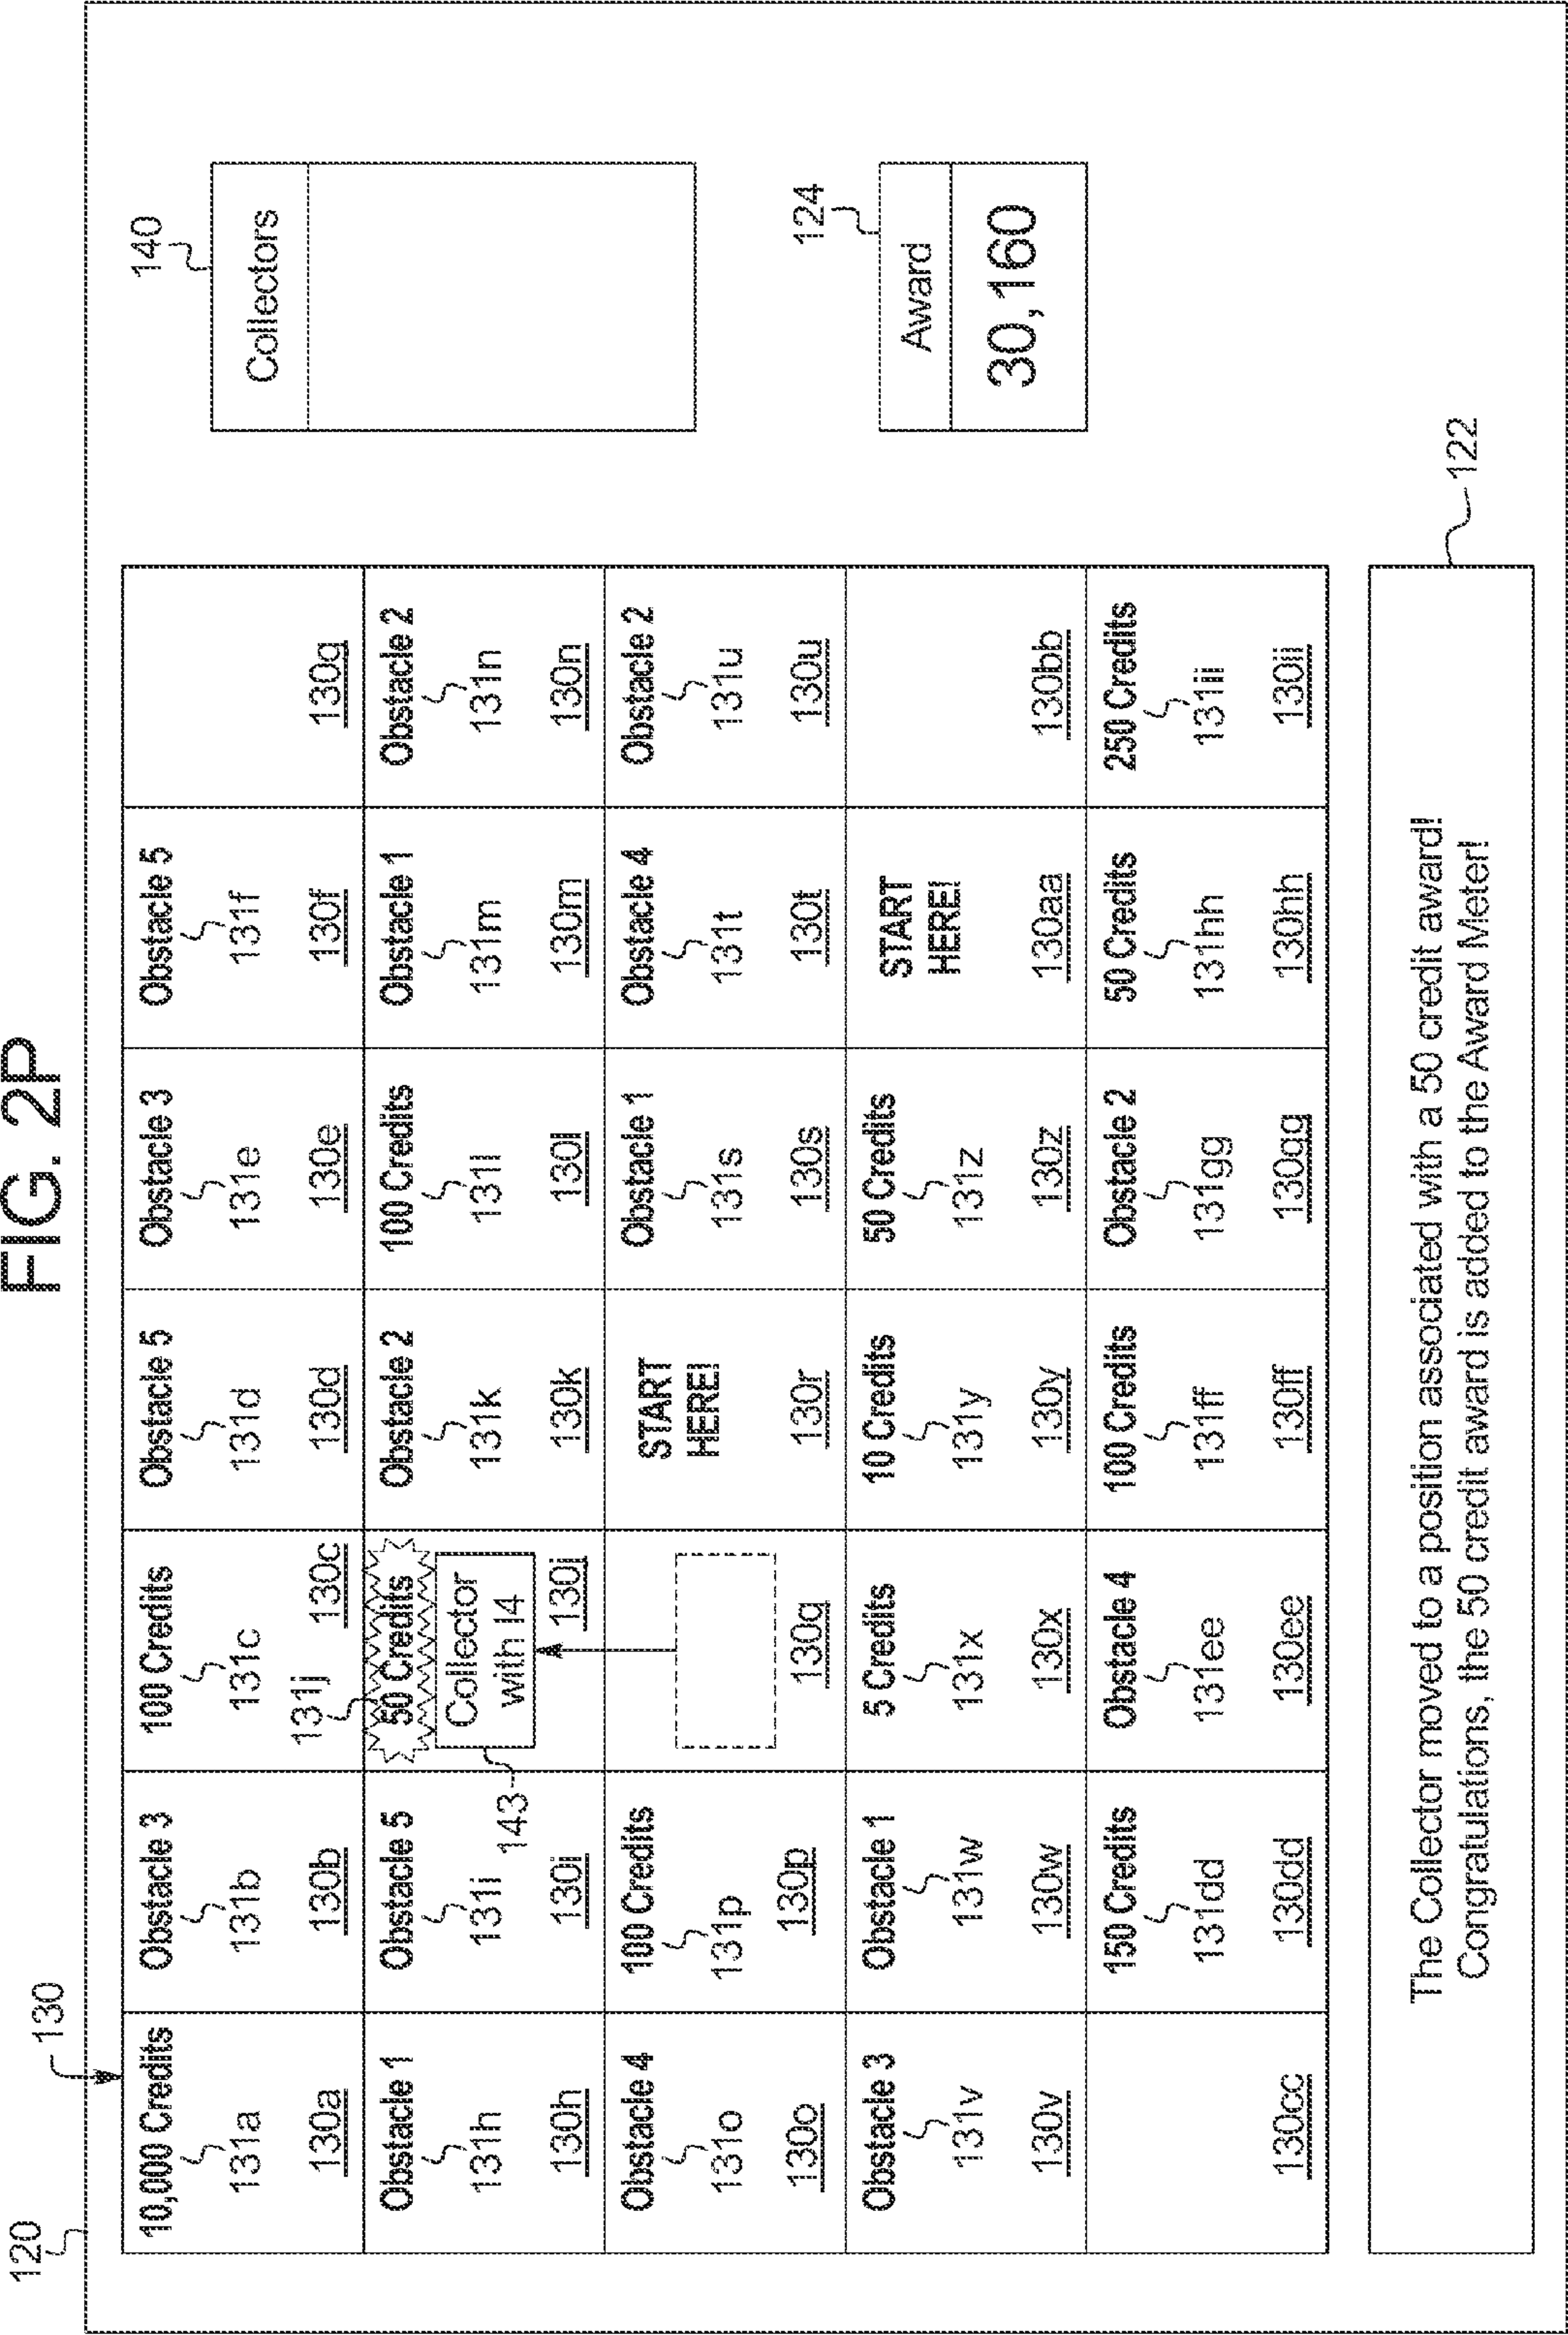 FIG. 2P
120
130
10,000 Credits
131a
130a
Obstacle 3
131b
130b
100 Credits
131c
130c
Obstacle 5
131d
130d
Obstacle 3
131e
130e
Obstacle 5
131f
130f
130g
Obstacle 1
131h
130h
Obstacle 5
131i
130i
143
131j
50 Credits
Collector
with I4
130j
Obstacle 2
131k
130k
100 Credits
131l
130l
Obstacle 1
131m
130m
Obstacle 2
131n
130n
Obstacle 4
131o
130o
100 Credits
131p
130p
130q
START
HERE!
130r
Obstacle 1
131s
130s
Obstacle 4
131t
130t
Obstacle 2
131u
130u
Obstacle 3
131v
130v
Obstacle 1
131w
130w
5 Credits
131x
130x
10 Credits
131y
130y
50 Credits
131z
130z
START
HERE!
130aa
130bb
130cc
150 Credits
131dd
130dd
Obstacle 4
131ee
130ee
100 Credits
131ff
130ff
Obstacle 2
131gg
130gg
50 Credits
131hh
130hh
250 Credits
131ii
130ii
140
Collectors
124
Award
30,160
122
The Collector moved to a position associated with a 50 credit award!
Congratulations, the 50 credit award is added to the Award Meter!